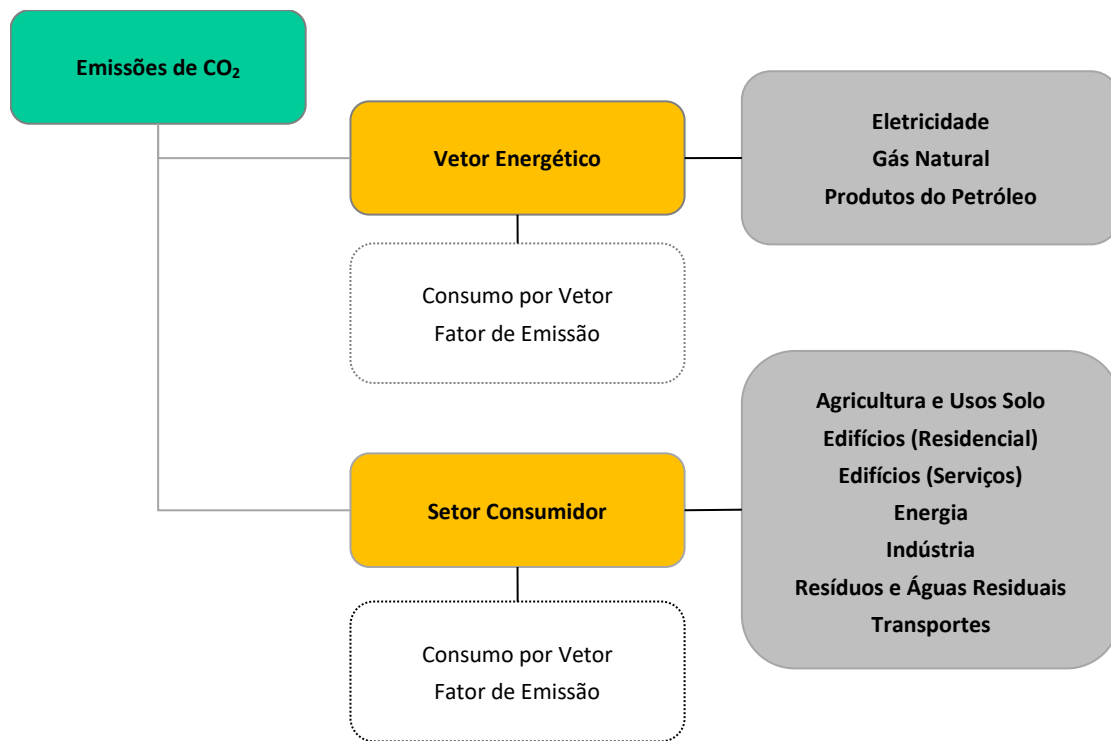 Emissões de CO₂
Vetor Energético
Eletricidade
Gás Natural
Produtos do Petróleo
Consumo por Vetor
Fator de Emissão
Setor Consumidor
Agricultura e Usos Solo
Edifícios (Residencial)
Edifícios (Serviços)
Energia
Indústria
Resíduos e Águas Residuais
Transportes
Consumo por Vetor
Fator de Emissão